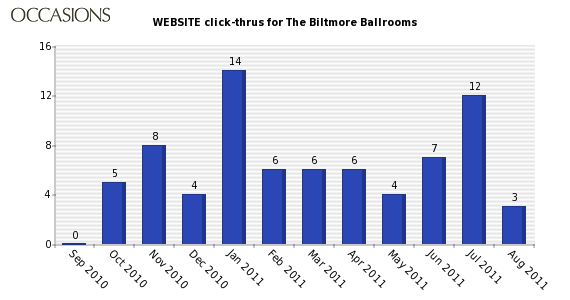 OCCASIONS
WEBSITE click-thrus for The Biltmore Ballrooms
16
12
8
4
0
0
5
8
4
14
6
6
6
4
7
12
3
Sep 2010
Oct 2010
Nov 2010
Dec 2010
Jan 2011
Feb 2011
Mar 2011
Apr 2011
May 2011
Jun 2011
Jul 2011
Aug 2011